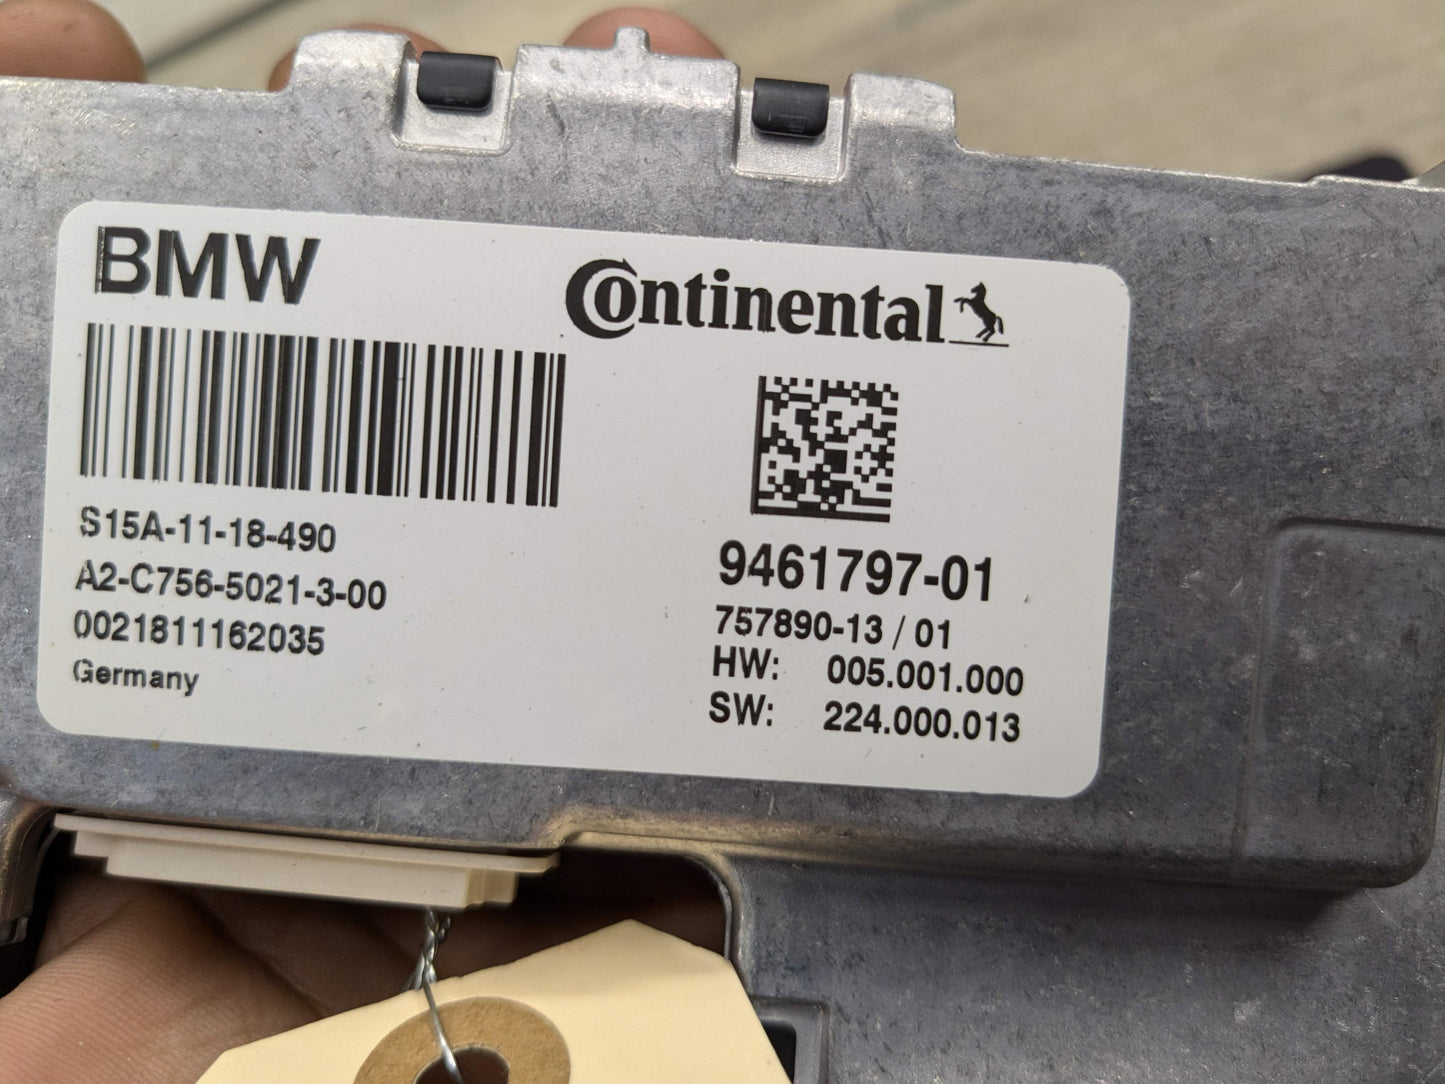 BMW
Continental
S15A-11-18-490
A2-C756-5021-3-00
0021811162035
Germany
9461797-01
757890-13 / 01
HW: 005.001.000
SW: 224.000.013